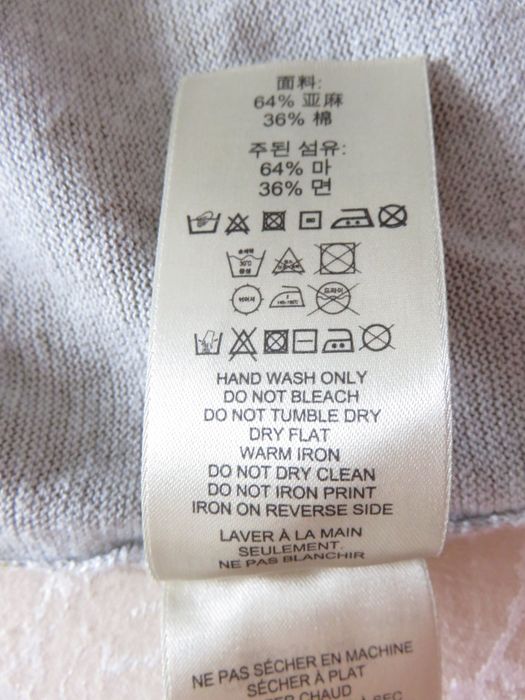 面料:
64% 亚麻
36% 棉
주된 섬유:
64% 마
36% 면
HAND WASH ONLY
DO NOT BLEACH
DO NOT TUMBLE DRY
DRY FLAT
WARM IRON
DO NOT DRY CLEAN
DO NOT IRON PRINT
IRON ON REVERSE SIDE
LAVER À LA MAIN
SEULEMENT.
NE PAS BLANCHIR
NE PAS SÉCHER EN MACHINE
SÉCHER À PLAT
CHAUD
À SEC